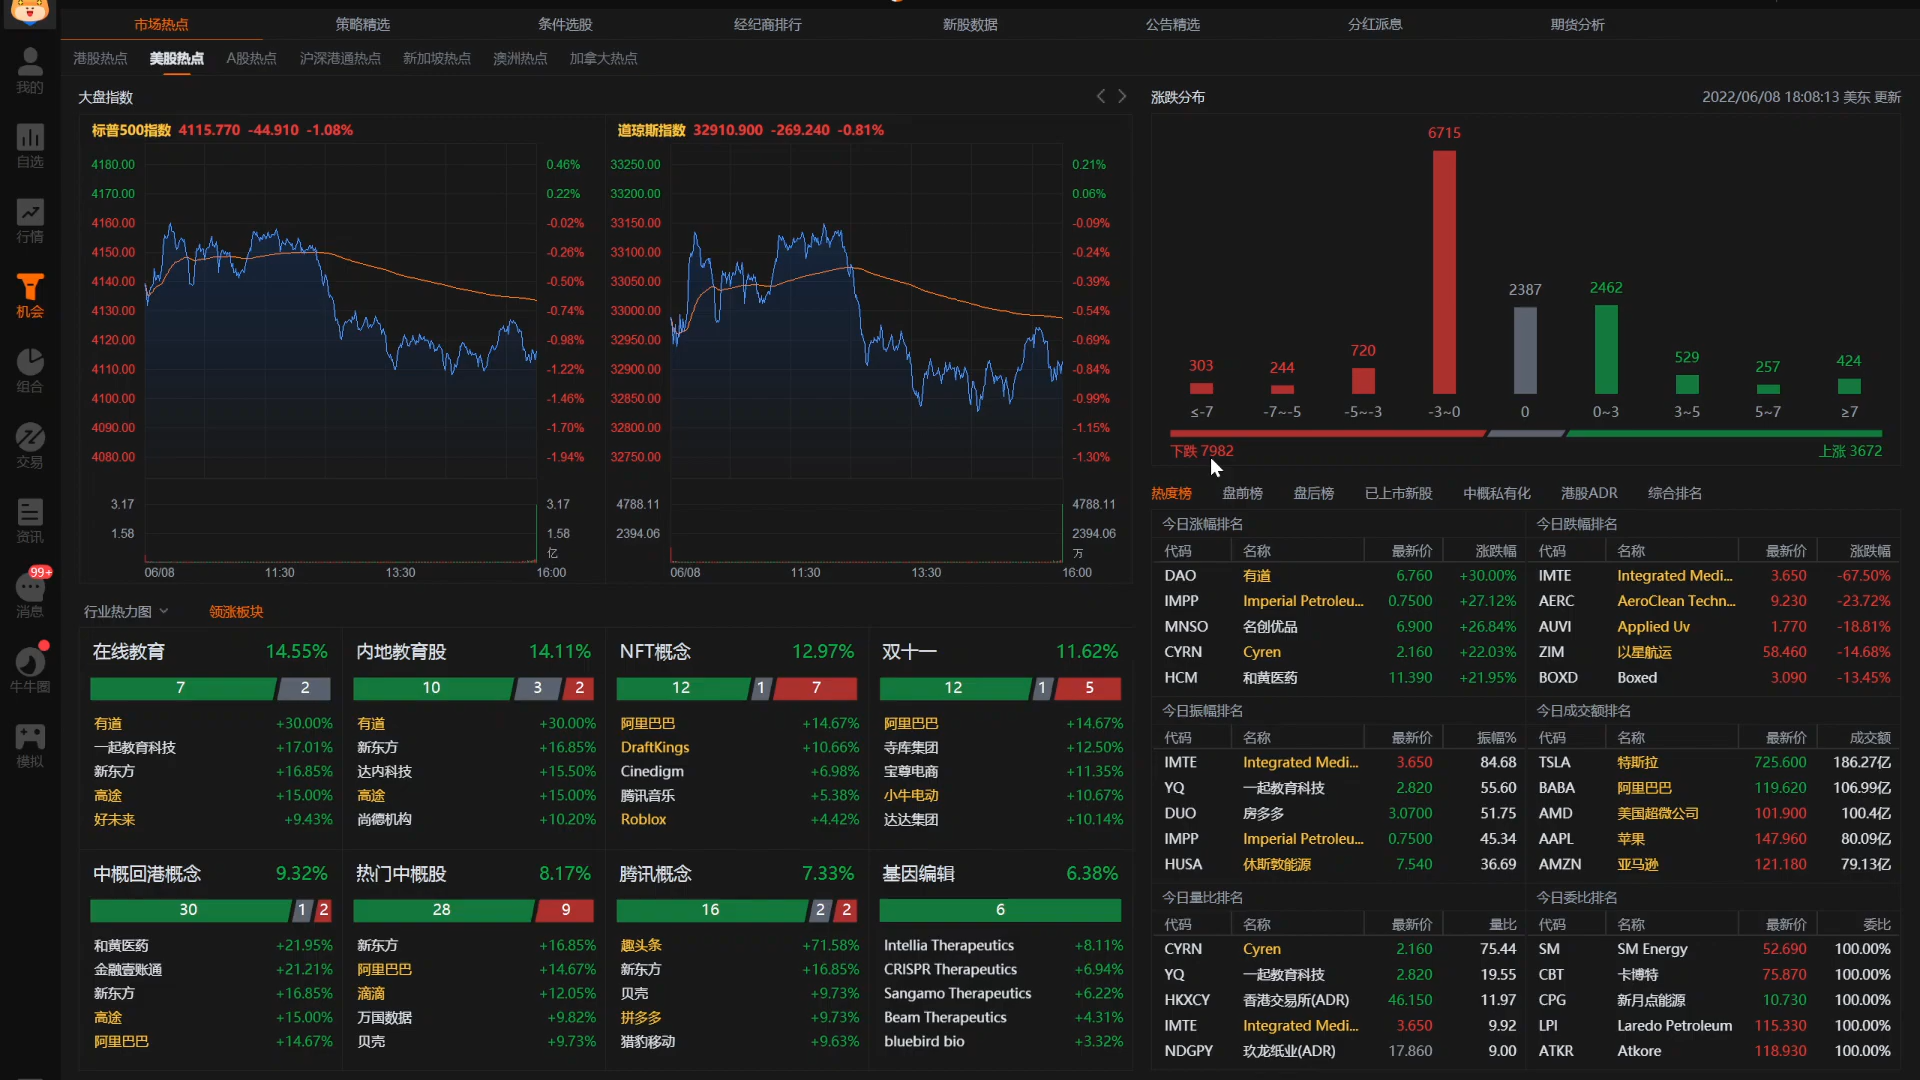 市场热点 策略精选 条件选股 经纪商排行 新股数据 公告精选 分红派息 期货分析
港股热点 美股热点 A股热点 沪深港通热点 新加坡热点 澳洲热点 加拿大热点
我的
自选
行情
机会
组合
交易
资讯
99+
消息
牛牛圈
模拟
大盘指数
标普500指数 4115.770 -44.910 -1.08%
4180.00 0.46%
4170.00 0.22%
4160.00 -0.02%
4150.00 -0.26%
4140.00 -0.50%
4130.00 -0.74%
4120.00 -0.98%
4110.00 -1.22%
4100.00 -1.46%
4090.00 -1.70%
4080.00 -1.94%
3.17 3.17
1.58 1.58
亿
06/08 11:30 13:30 16:00
道琼斯指数 32910.900 -269.240 -0.81%
33250.00 0.21%
33200.00 0.06%
33150.00 -0.09%
33100.00 -0.24%
33050.00 -0.39%
33000.00 -0.54%
32950.00 -0.69%
32900.00 -0.84%
32850.00 -0.99%
32800.00 -1.15%
32750.00 -1.30%
4788.11 4788.11
2394.06 2394.06
万
06/08 11:30 13:30 16:00
涨跌分布 2022/06/08 18:08:13 美东 更新
303 244 720 6715 2387 2462 529 257 424
≤-7 -7~-5 -5~-3 -3~0 0 0~3 3~5 5~7 ≥7
下跌 7982 上涨 3672
行业热力图 领涨板块
在线教育 14.55%
7 2
有道 +30.00%
一起教育科技 +17.01%
新东方 +16.85%
高途 +15.00%
好未来 +9.43%
内地教育股 14.11%
10 3 2
有道 +30.00%
新东方 +16.85%
达内科技 +15.50%
高途 +15.00%
尚德机构 +10.20%
NFT概念 12.97%
12 1 7
阿里巴巴 +14.67%
DraftKings +10.66%
Cinedigm +6.98%
腾讯音乐 +5.38%
Roblox +4.42%
双十一 11.62%
12 1 5
阿里巴巴 +14.67%
寺库集团 +12.50%
宝尊电商 +11.35%
小牛电动 +10.67%
达达集团 +10.14%
中概回港概念 9.32%
30 1 2
和黄医药 +21.95%
金融壹账通 +21.21%
新东方 +16.85%
高途 +15.00%
阿里巴巴 +14.67%
热门中概股 8.17%
28 9
新东方 +16.85%
阿里巴巴 +14.67%
滴滴 +12.05%
万国数据 +9.82%
贝壳 +9.73%
腾讯概念 7.33%
16 2 2
趣头条 +71.58%
新东方 +16.85%
贝壳 +9.73%
拼多多 +9.73%
猎豹移动 +9.63%
基因编辑 6.38%
6
Intellia Therapeutics +8.11%
CRISPR Therapeutics +6.94%
Sangamo Therapeutics +6.22%
Beam Therapeutics +4.31%
bluebird bio +3.32%
热度榜 盘前榜 盘后榜 已上市新股 中概私有化 港股ADR 综合排名
今日涨幅排名
代码 名称 最新价 涨跌幅
DAO 有道 6.760 +30.00%
IMPP Imperial Petroleu... 0.7500 +27.12%
MNSO 名创优品 6.900 +26.84%
CYRN Cyren 2.160 +22.03%
HCM 和黄医药 11.390 +21.95%
今日跌幅排名
代码 名称 最新价 涨跌幅
IMTE Integrated Medi... 3.650 -67.50%
AERC AeroClean Techn... 9.230 -23.72%
AUVI Applied Uv 1.770 -18.81%
ZIM 以星航运 58.460 -14.68%
BOXD Boxed 3.090 -13.45%
今日振幅排名
代码 名称 最新价 振幅%
IMTE Integrated Medi... 3.650 84.68
YQ 一起教育科技 2.820 55.60
DUO 房多多 3.0700 51.75
IMPP Imperial Petroleu... 0.7500 45.34
HUSA 休斯敦能源 7.540 36.69
今日成交额排名
代码 名称 最新价 成交额
TSLA 特斯拉 725.600 186.27亿
BABA 阿里巴巴 119.620 106.99亿
AMD 美国超微公司 101.900 100.4亿
AAPL 苹果 147.960 80.09亿
AMZN 亚马逊 121.180 79.13亿
今日量比排名
代码 名称 最新价 量比
CYRN Cyren 2.160 75.44
YQ 一起教育科技 2.820 19.55
HKXCY 香港交易所(ADR) 46.150 11.97
IMTE Integrated Medi... 3.650 9.92
NDGPY 玖龙纸业(ADR) 17.860 9.00
今日委比排名
代码 名称 最新价 委比
SM SM Energy 52.690 100.00%
CBT 卡博特 75.870 100.00%
CPG 新月点能源 10.730 100.00%
LPI Laredo Petroleum 115.330 100.00%
ATKR Atkore 118.930 100.00%